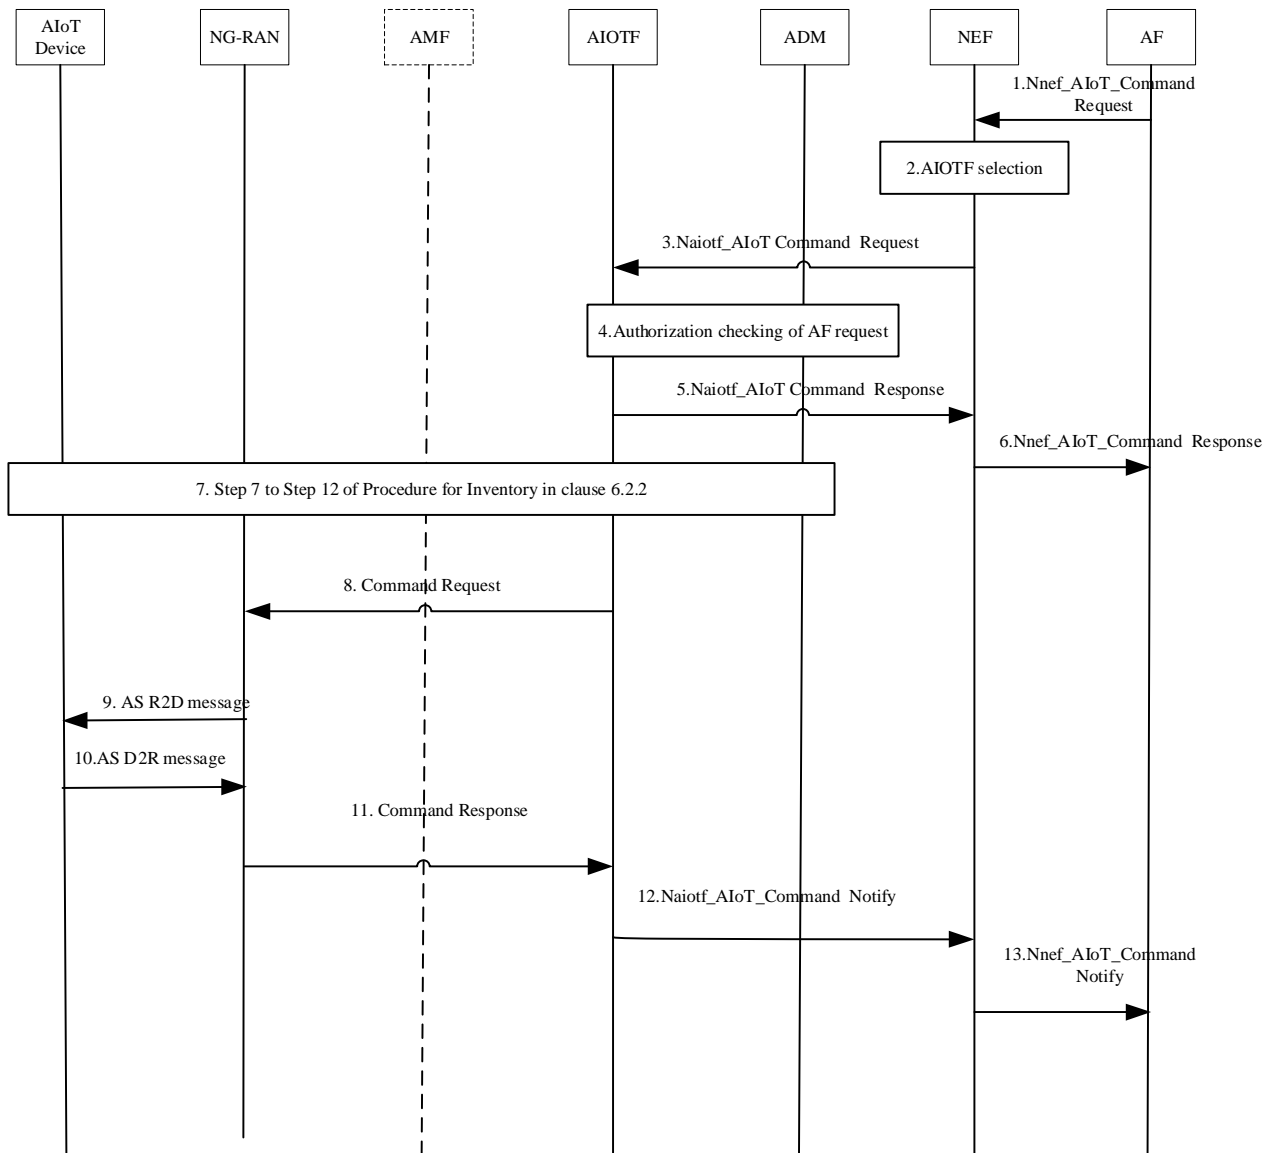 AIoT
Device
NG-RAN
AMF
AIOTF
ADM
NEF
AF
1.Nnef_AIoT_Command
Request
2.AIOTF selection
3.Naiotf_AIoT Command Request
4.Authorization checking of AF request
5.Naiotf_AIoT Command Response
6.Nnef_AIoT_Command Response
7. Step 7 to Step 12 of Procedure for Inventory in clause 6.2.2
8. Command Request
9. AS R2D message
10.AS D2R message
11. Command Response
12.Naiotf_AIoT_Command Notify
13.Nnef_AIoT_Command
Notify